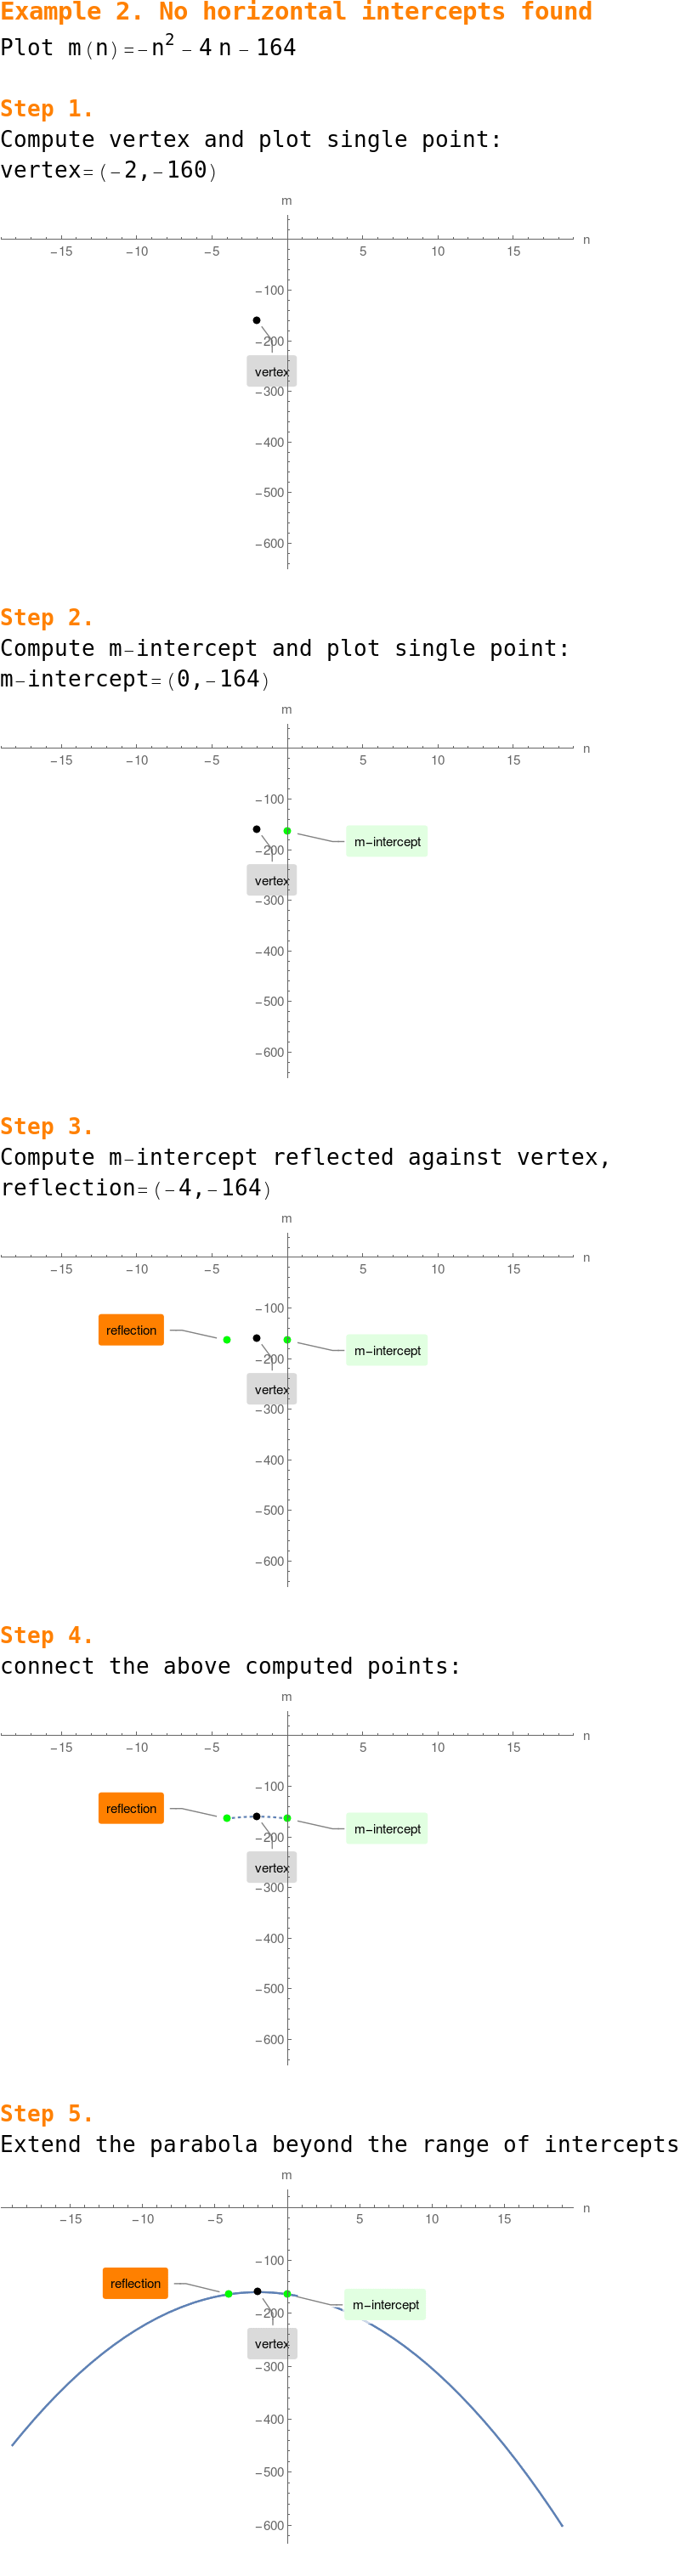 Example 2. No horizontal intercepts found
Plot m(n)=-n² - 4 n - 164
Step 1.
Compute vertex and plot single point:
vertex=(-2,-160)
m
n
-15 -10 -5 5 10 15
-100
-200
vertex
-300
-400
-500
-600
Step 2.
Compute m-intercept and plot single point:
m-intercept=(0,-164)
m
n
-15 -10 -5 5 10 15
-100
m-intercept
-200
vertex
-300
-400
-500
-600
Step 3.
Compute m-intercept reflected against vertex,
reflection=(-4,-164)
m
n
-15 -10 -5 5 10 15
-100
reflection
m-intercept
-200
vertex
-300
-400
-500
-600
Step 4.
connect the above computed points:
m
n
-15 -10 -5 5 10 15
-100
reflection
m-intercept
-200
vertex
-300
-400
-500
-600
Step 5.
Extend the parabola beyond the range of intercepts
m
n
-15 -10 -5 5 10 15
-100
reflection
m-intercept
-200
vertex
-300
-400
-500
-600